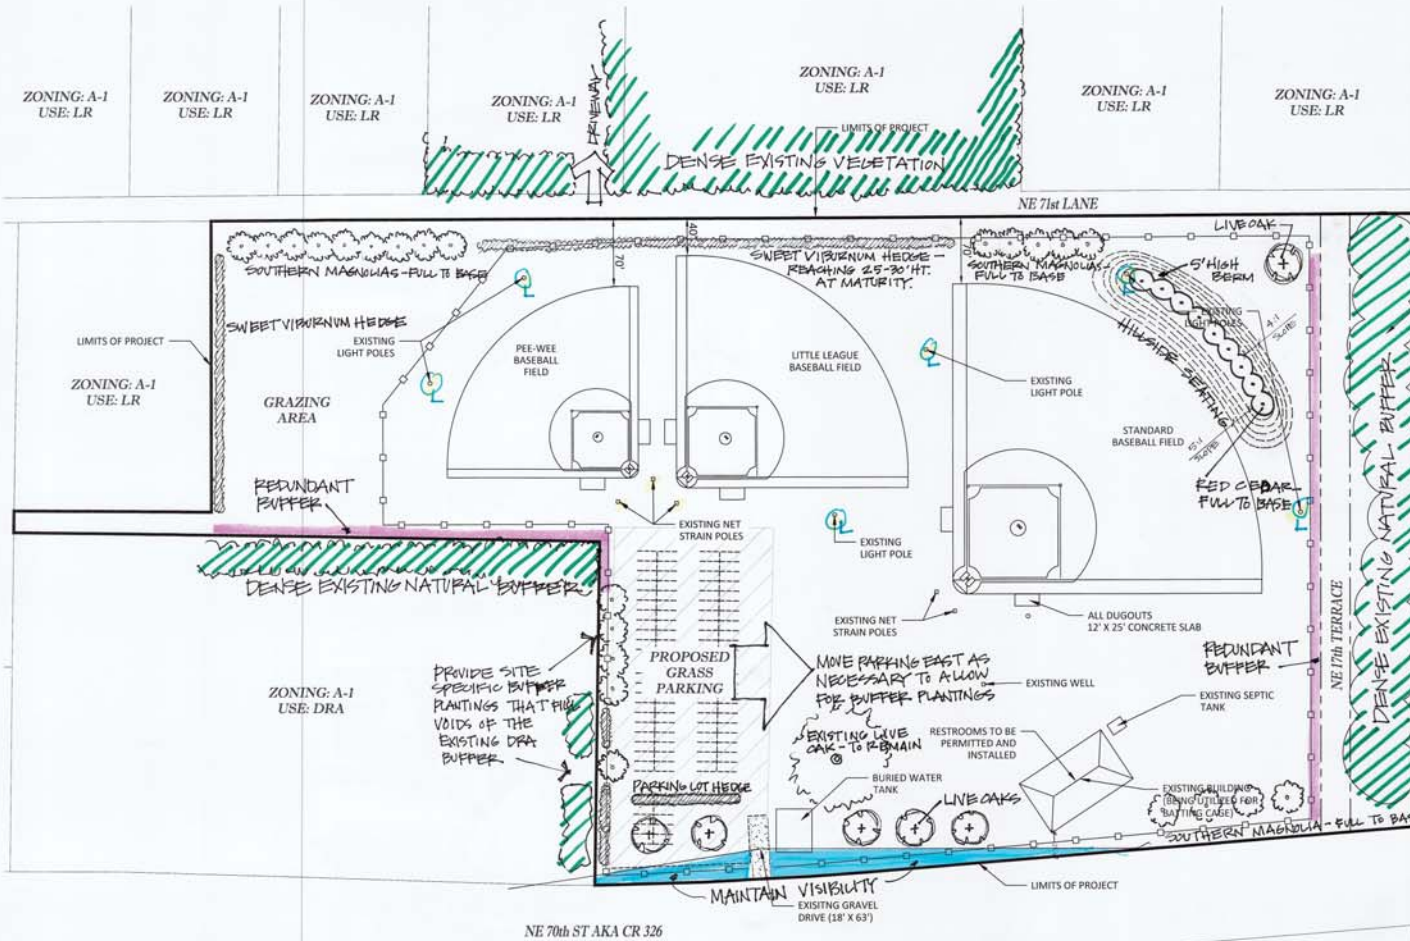 ZONING: A-1
USE: LR
ZONING: A-1
USE: LR
ZONING: A-1
USE: LR
ZONING: A-1
USE: LR
DRIVEWAY
ZONING: A-1
USE: LR
ZONING: A-1
USE: LR
ZONING: A-1
USE: LR
LIMITS OF PROJECT
DENSE EXISTING VEGETATION
NE 71st LANE
SOUTHERN MAGNOLIAS - FULL TO BASE
70'
40'
SWEET VIBURNUM HEDGE -
REACHING 25-30' HT.
AT MATURITY.
70'
SOUTHERN MAGNOLIAS -
FULL TO BASE
LIVE OAK
5' HIGH
BERM
EXISTING
LIGHT POLES
4:1
SLOPE
HILLSIDE SEATING
5:1
SLOPE
SWEET VIBURNUM HEDGE
EXISTING
LIGHT POLES
LIMITS OF PROJECT
ZONING: A-1
USE: LR
GRAZING
AREA
PEE-WEE
BASEBALL
FIELD
LITTLE LEAGUE
BASEBALL FIELD
EXISTING
LIGHT POLE
STANDARD
BASEBALL FIELD
RED CEDAR -
FULL TO BASE
REDUNDANT
BUFFER
EXISTING NET
STRAIN POLES
EXISTING
LIGHT POLE
DENSE EXISTING NATURAL BUFFER
DENSE EXISTING NATURAL BUFFER
NE 17th TERRACE
EXISTING NET
STRAIN POLES
ALL DUGOUTS
12' X 25' CONCRETE SLAB
REDUNDANT
BUFFER
ZONING: A-1
USE: DRA
PROVIDE SITE
SPECIFIC BUFFER
PLANTINGS THAT FILL
VOIDS OF THE
EXISTING DRA
BUFFER
PROPOSED
GRASS
PARKING
MOVE PARKING EAST AS
NECESSARY TO ALLOW
FOR BUFFER PLANTINGS
EXISTING WELL
EXISTING SEPTIC
TANK
EXISTING LIVE
OAK - TO REMAIN
RESTROOMS TO BE
PERMITTED AND
INSTALLED
BURIED WATER
TANK
PARKING LOT HEDGE
LIVE OAKS
EXISTING BUILDING
(BEING UTILIZED FOR
BATTING CAGE)
SOUTHERN MAGNOLIA - FULL TO BAS
MAINTAIN VISIBILITY
EXISITNG GRAVEL
DRIVE (18' X 63')
LIMITS OF PROJECT
NE 70th ST AKA CR 326